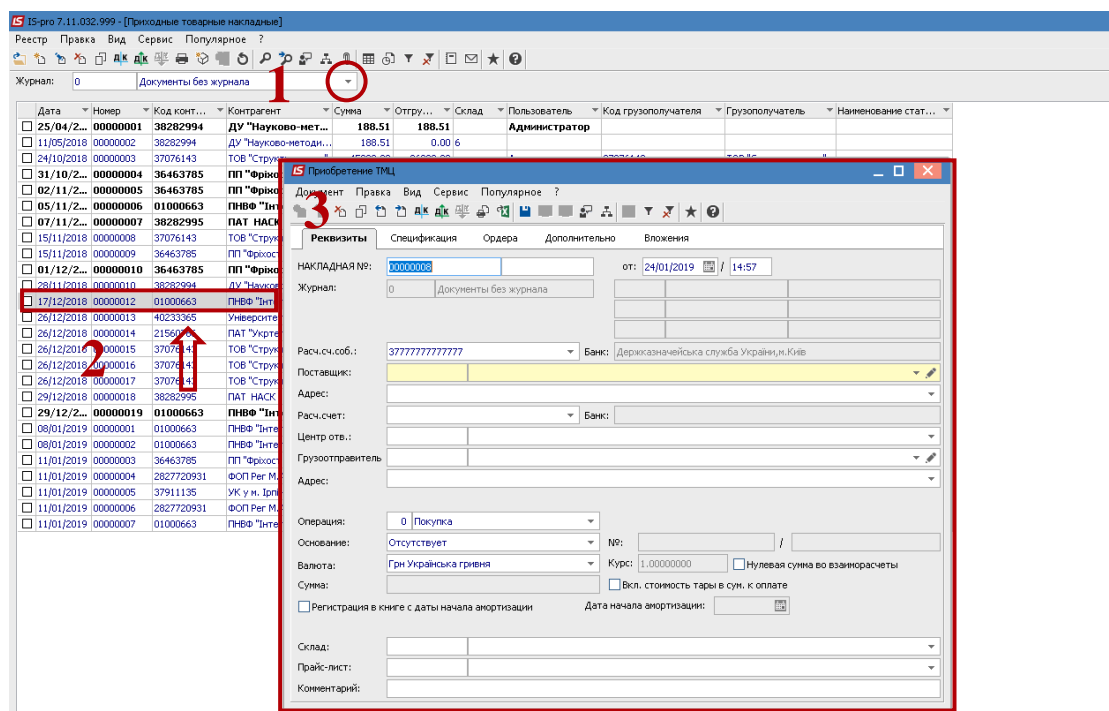 IS-pro 7.11.032.999 - [Приходные товарные накладные]
Реестр Правка Вид Сервис Популярное ?
Журнал: 0 Документы без журнала
1
Дата Номер Код конт... Контрагент Сумма Отгру... Склад Пользователь Код грузополучателя Грузополучатель Наименование стат...
25/04/2... 00000001 38282994 ДУ "Науково-мет... 188.51 188.51 Администратор
11/05/2018 00000002 38282994 ДУ "Науково-методи... 188.51 0.00 6
24/10/2018 00000003 37076143 ТОВ "Струк
31/10/2... 00000004 36463785 ПП "Фріхо
02/11/2... 00000005 36463785 ПП "Фріхо
05/11/2... 00000006 01000663 ПНВФ "Інт
07/11/2... 00000007 38282995 ПАТ НАСК
15/11/2018 00000008 37076143 ТОВ "Струк
15/11/2018 00000009 36463785 ПП "Фріхос
01/12/2... 00000010 36463785 ПП "Фріхо
28/11/2018 00000010 38282994 ДУ "Науков
17/12/2018 00000012 01000663 ПНВФ "Інте
26/12/2018 00000013 40233365 Університе
26/12/2018 00000014 ПАТ "Укрте
26/12/2018 00000015 37076143 ТОВ "Струк
2
26/12/2018 00000016 37076143 ТОВ "Струк
26/12/2018 00000017 37076143 ТОВ "Струк
29/12/2018 00000018 38282995 ПАТ НАСК
29/12/2... 00000019 01000663 ПНВФ "Інт
08/01/2019 00000001 01000663 ПНВФ "Інте
08/01/2019 00000002 01000663 ПНВФ "Інте
11/01/2019 00000003 36463785 ПП "Фріхос
11/01/2019 00000004 2827720931 ФОП Рег М.
11/01/2019 00000005 37911135 УК у м. Ірпі
11/01/2019 00000006 2827720931 ФОП Рег М.
11/01/2019 00000007 01000663 ПНВФ "Інте
Приобретение ТМЦ
Документ Правка Вид Сервис Популярное ?
3
Реквизиты Спецификация Ордера Дополнительно Вложения
НАКЛАДНАЯ №: 00000008 от: 24/01/2019 / 14:57
Журнал: 0 Документы без журнала
Расч.сч.соб.: 37777777777777 Банк: Держказначейська служба України,м.Київ
Поставщик:
Адрес:
Расч.счет: Банк:
Центр отв.:
Грузоотправитель
Адрес:
Операция: 0 Покупка
Основание: Отсутствует №: /
Валюта: Грн Українська гривня Курс: 1.00000000 Нулевая сумма во взаиморасчеты
Сумма: Вкл. стоимость тары в сум. к оплате
Регистрация в книге с даты начала амортизации Дата начала амортизации:
Склад:
Прайс-лист:
Комментарий: